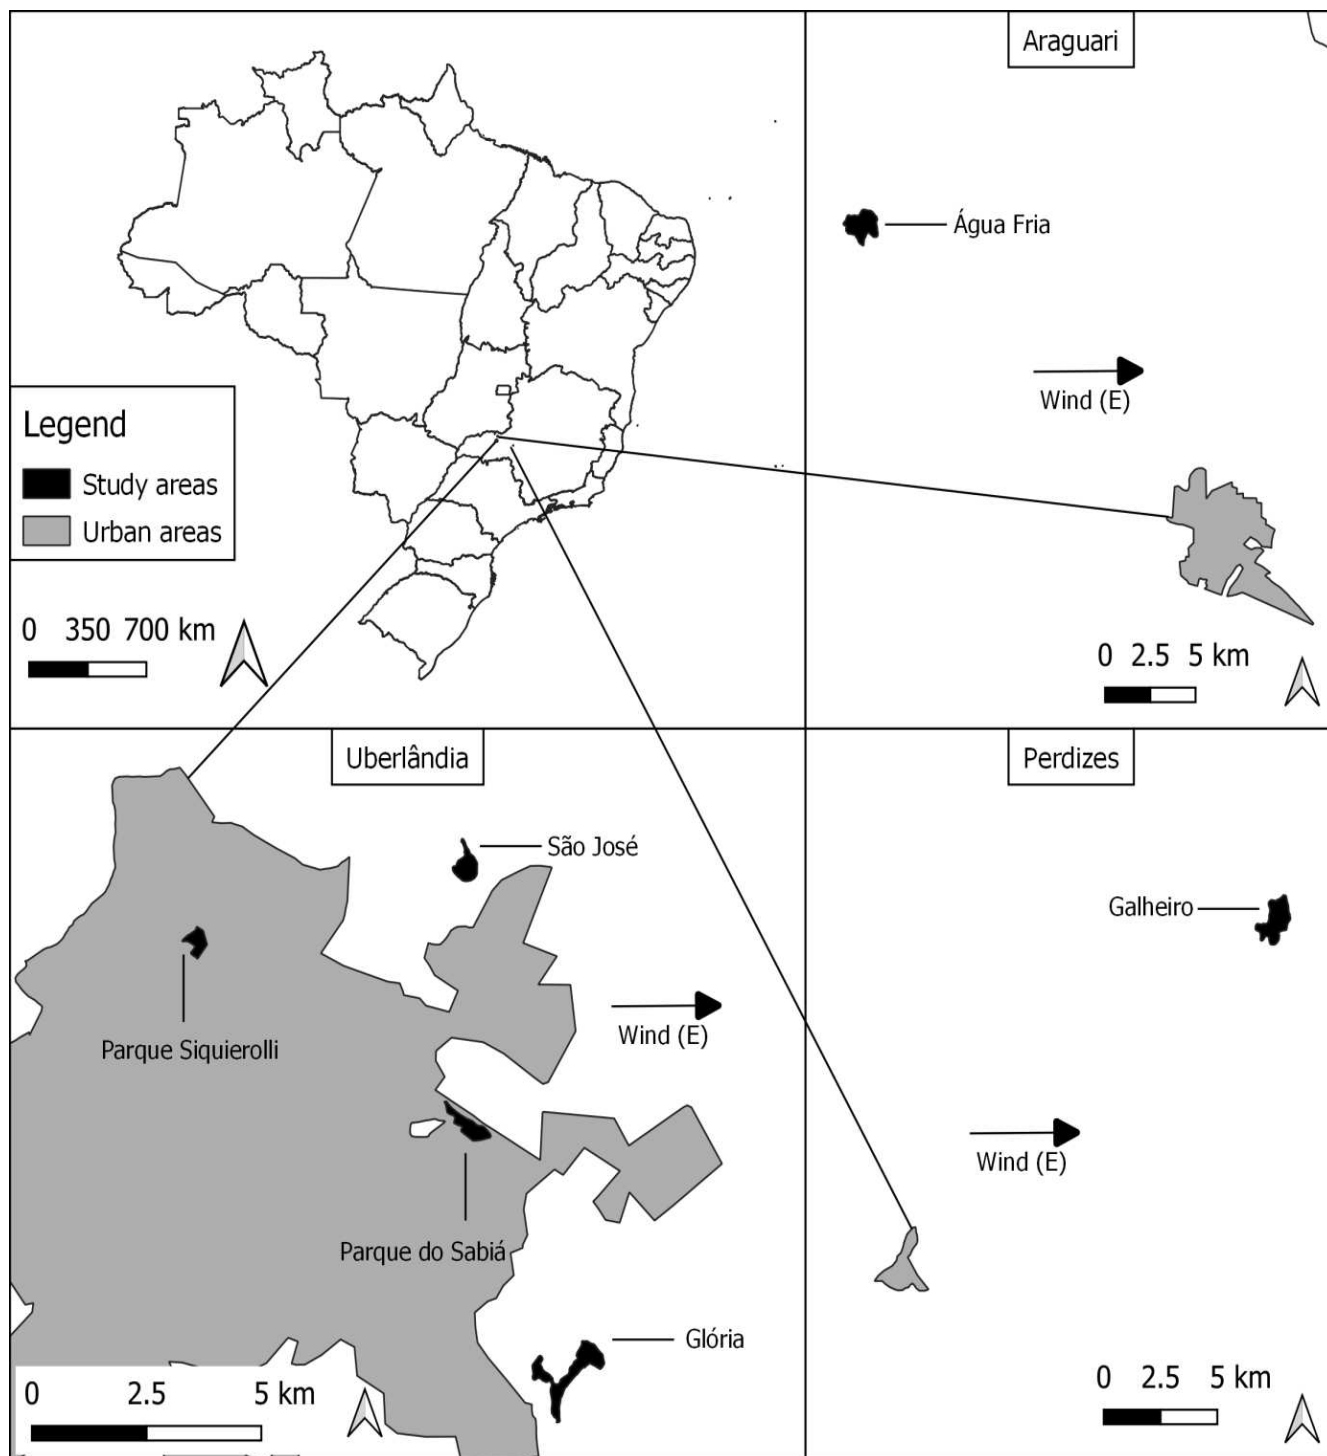 Araguari
Água Fria
Wind (E)
0 2.5 5 km
Legend
Study areas
Urban areas
0 350 700 km
Uberlândia
São José
Parque Siquierolli
Wind (E)
Parque do Sabiá
Glória
0 2.5 5 km
Perdizes
Galheiro
Wind (E)
0 2.5 5 km